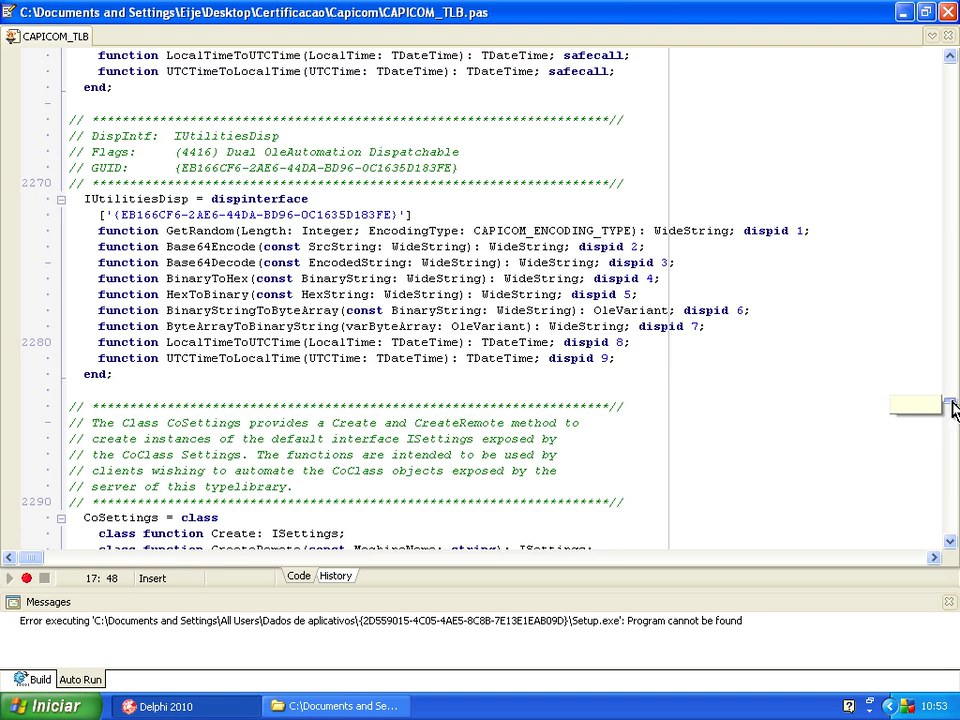 C:\Documents and Settings\Eije\Desktop\Certificacao\Capicom\CAPICOM_TLB.pas
CAPICOM_TLB
function LocalTimeToUTCTime(LocalTime: TDateTime): TDateTime; safecall;
function UTCTimeToLocalTime(UTCTime: TDateTime): TDateTime; safecall;
end;
// *********************************************************************//
// DispIntf:  IUtilitiesDisp
// Flags:     (4416) Dual OleAutomation Dispatchable
// GUID:      {EB166CF6-2AE6-44DA-BD96-0C1635D183FE}
2270 // *********************************************************************//
IUtilitiesDisp = dispinterface
['{EB166CF6-2AE6-44DA-BD96-0C1635D183FE}']
function GetRandom(Length: Integer; EncodingType: CAPICOM_ENCODING_TYPE): WideString; dispid 1;
function Base64Encode(const SrcString: WideString): WideString; dispid 2;
function Base64Decode(const EncodedString: WideString): WideString; dispid 3;
function BinaryToHex(const BinaryString: WideString): WideString; dispid 4;
function HexToBinary(const HexString: WideString): WideString; dispid 5;
function BinaryStringToByteArray(const BinaryString: WideString): OleVariant; dispid 6;
function ByteArrayToBinaryString(varByteArray: OleVariant): WideString; dispid 7;
2280 function LocalTimeToUTCTime(LocalTime: TDateTime): TDateTime; dispid 8;
function UTCTimeToLocalTime(UTCTime: TDateTime): TDateTime; dispid 9;
end;
// *********************************************************************//
// The Class CoSettings provides a Create and CreateRemote method to
// create instances of the default interface ISettings exposed by
// the CoClass Settings. The functions are intended to be used by
// clients wishing to automate the CoClass objects exposed by the
// server of this typelibrary.
2290 // *********************************************************************//
CoSettings = class
class function Create: ISettings;
class function CreateRemote(const MachineName: string): ISettings;
17: 48 Insert Code History
Messages
Error executing 'C:\Documents and Settings\All Users\Dados de aplicativos\{2D559015-4C05-4AE5-8C8B-7E13E1EAB09D}\Setup.exe': Program cannot be found
Build Auto Run
Iniciar Delphi 2010 C:\Documents and Se... 10:53